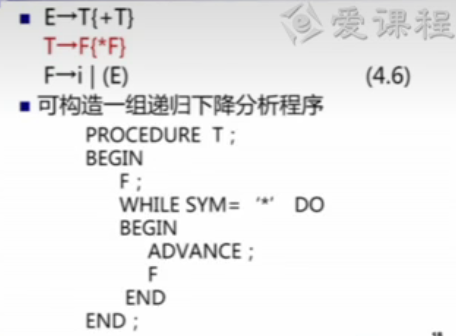 爱课程
■ E→T{+T}
T→F{*F}
F→i | (E) (4.6)
■ 可构造一组递归下降分析程序
PROCEDURE T；
BEGIN
F；
WHILE SYM= ‘*’ DO
BEGIN
ADVANCE；
F
END
END；